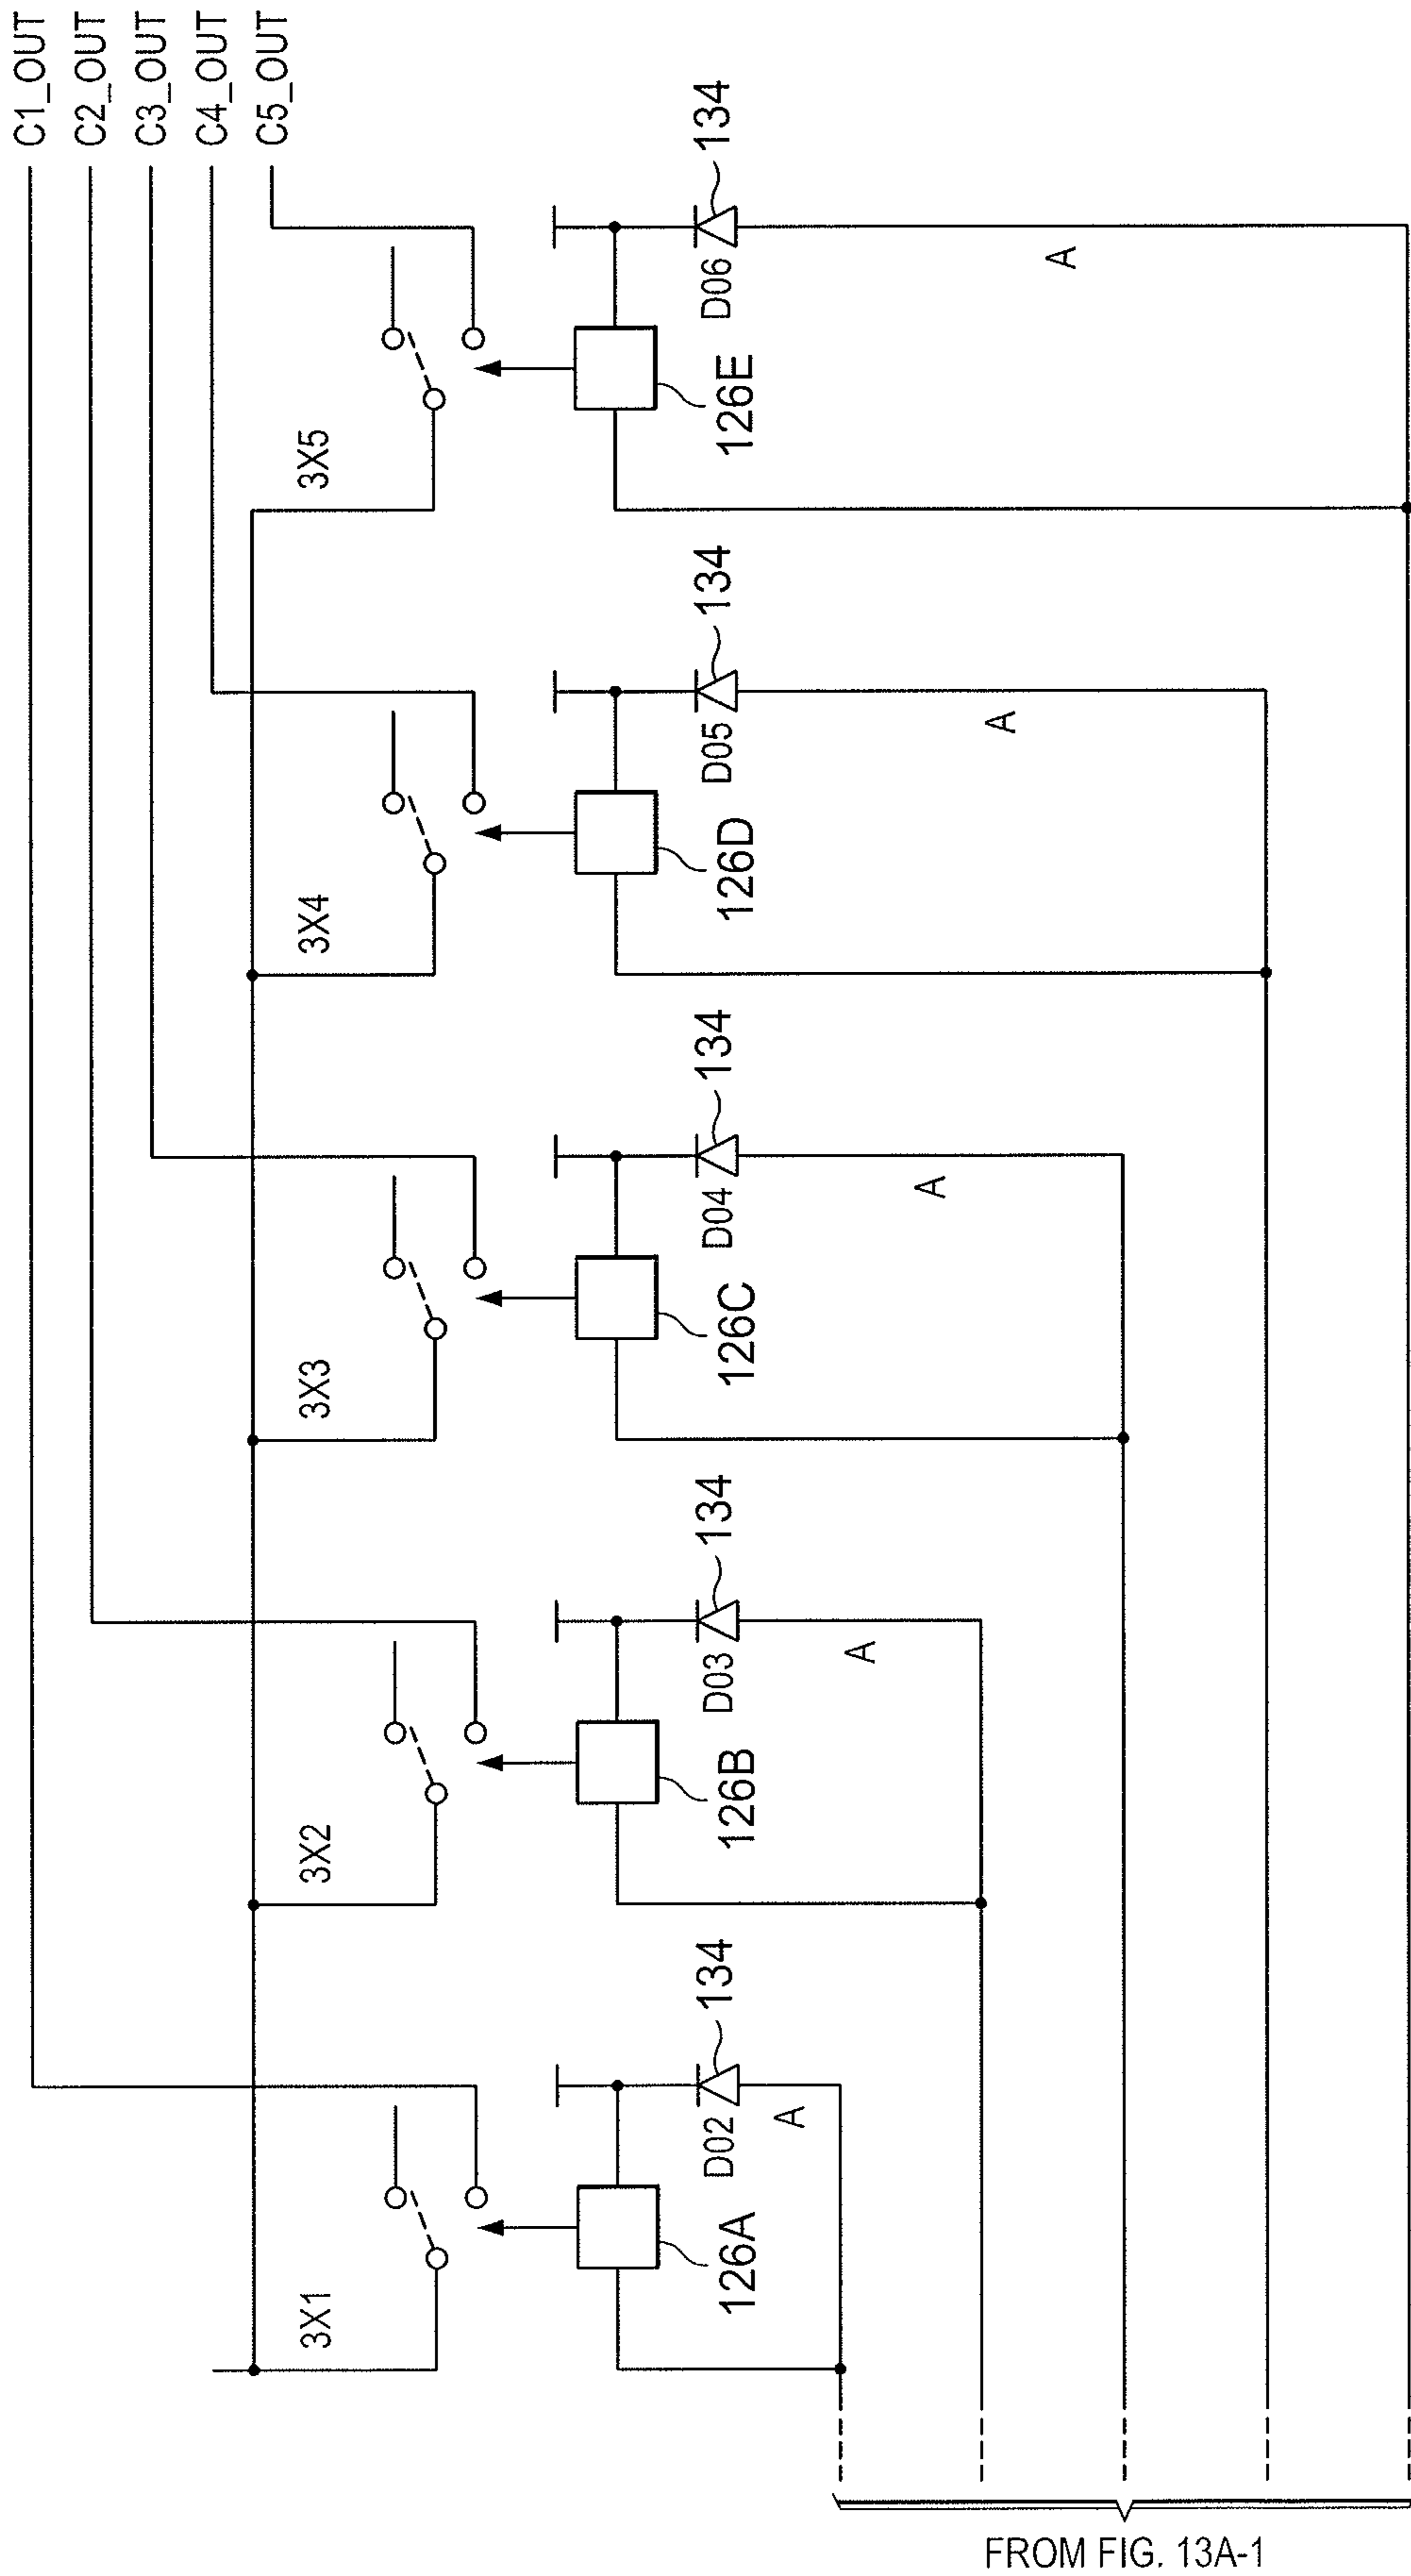 C1_OUT
C2_OUT
C3_OUT
C4_OUT
C5_OUT
3X1
3X2
3X3
3X4
3X5
126A
D02
134
A
126B
D03
134
A
126C
D04
134
A
126D
D05
134
A
126E
D06
134
A
FROM FIG. 13A-1